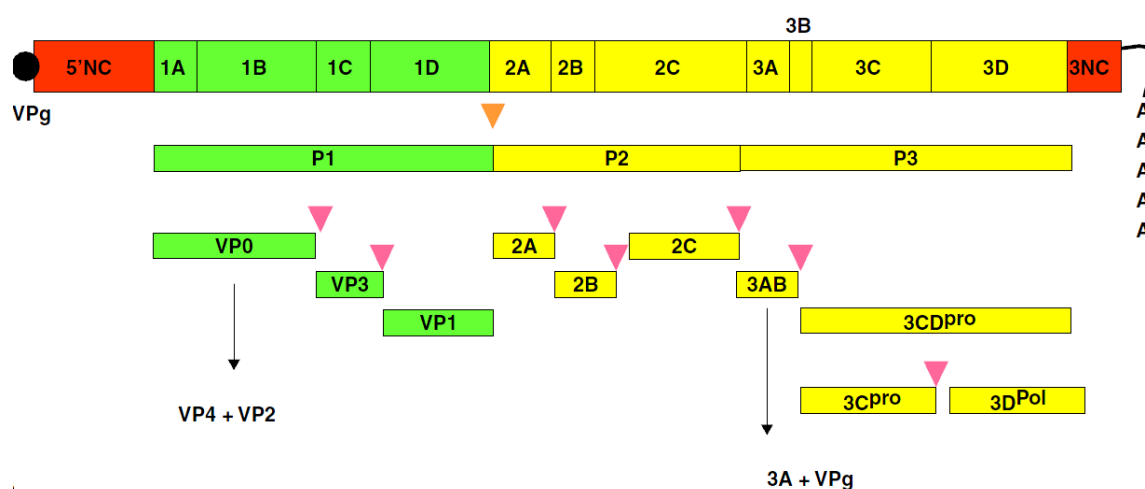 3B
5'NC 1A 1B 1C 1D 2A 2B 2C 3A 3C 3D 3NC
VPg
A
A
A
A
A
P1 P2 P3
VP0 2A 2C
VP3 2B 3AB
VP1 3CDpro
3Cpro 3DPol
VP4 + VP2
3A + VPg